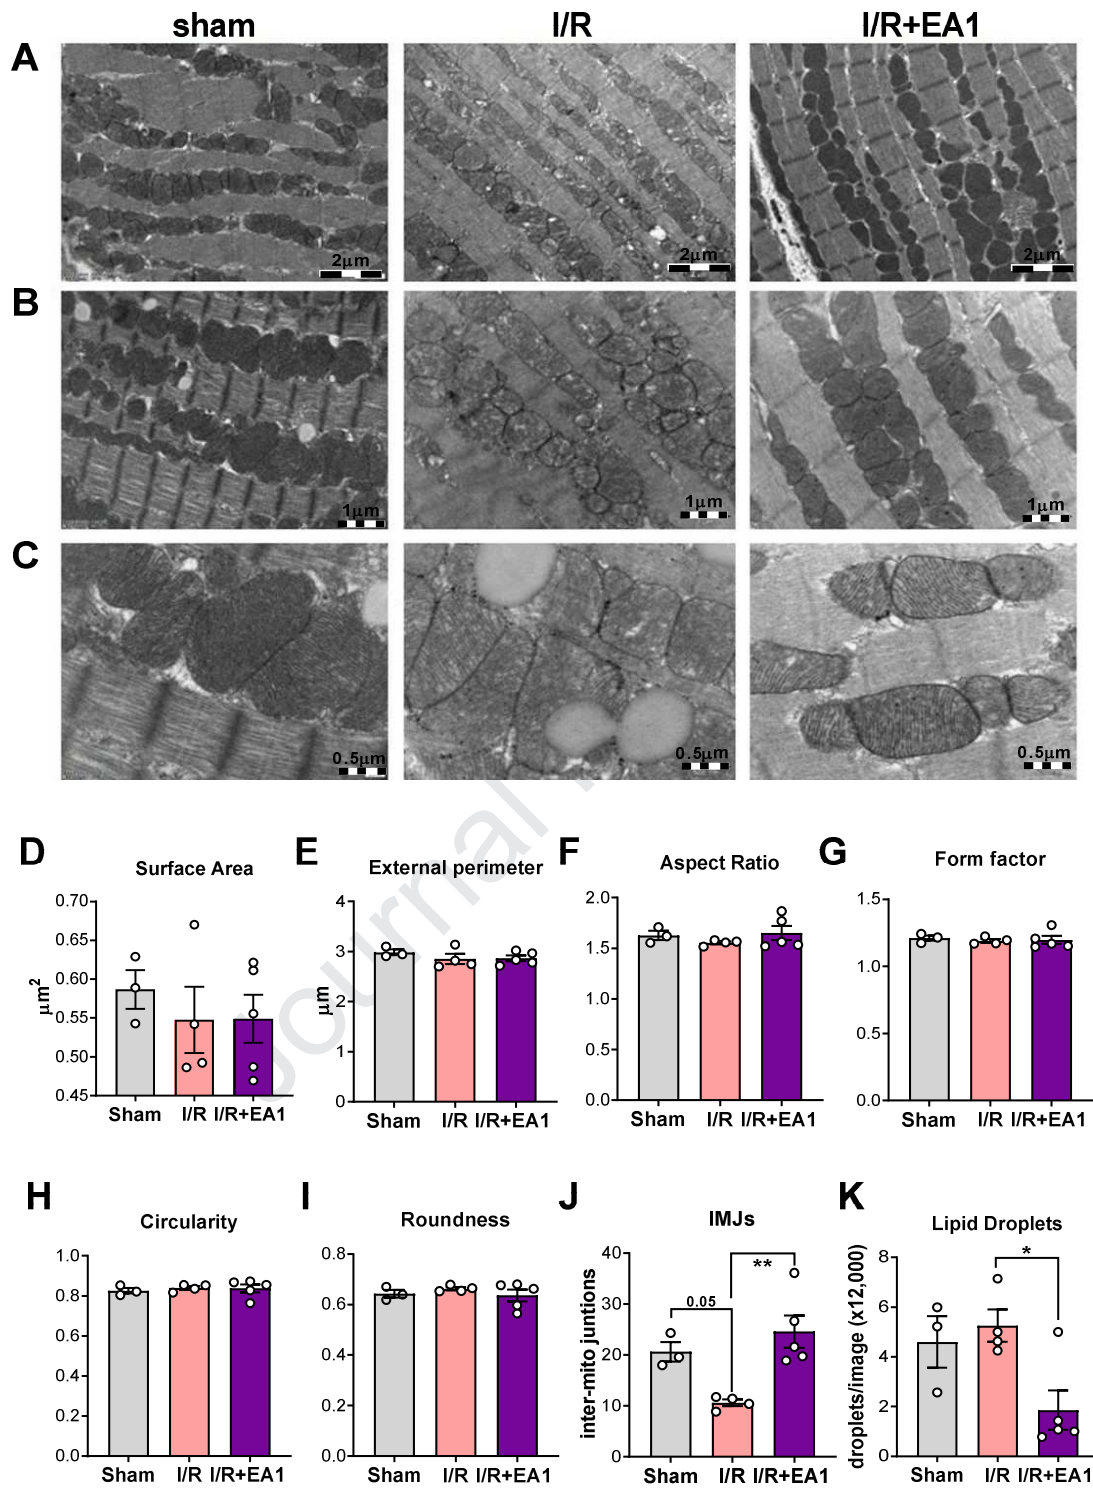 sham I/R I/R+EA1
A
2μm 2μm 2μm
B
1μm 1μm 1μm
C
0.5μm 0.5μm 0.5μm
Journal
D Surface Area
μm2
0.70
0.65
0.60
0.55
0.50
0.45
Sham I/R I/R+EA1
E External perimeter
μm
4
3
2
1
0
Sham I/R I/R+EA1
F Aspect Ratio
2.0
1.5
1.0
0.5
0.0
Sham I/R I/R+EA1
G Form factor
1.5
1.0
0.5
0.0
Sham I/R I/R+EA1
H Circularity
1.0
0.8
0.6
0.4
0.2
0.0
Sham I/R I/R+EA1
I Roundness
0.8
0.6
0.4
0.2
0.0
Sham I/R I/R+EA1
J IMJs
inter-mito juntions
40
30
20
10
0
0.05
**
Sham I/R I/R+EA1
K Lipid Droplets
droplets/image (x12,000)
8
6
4
2
0
*
Sham I/R I/R+EA1